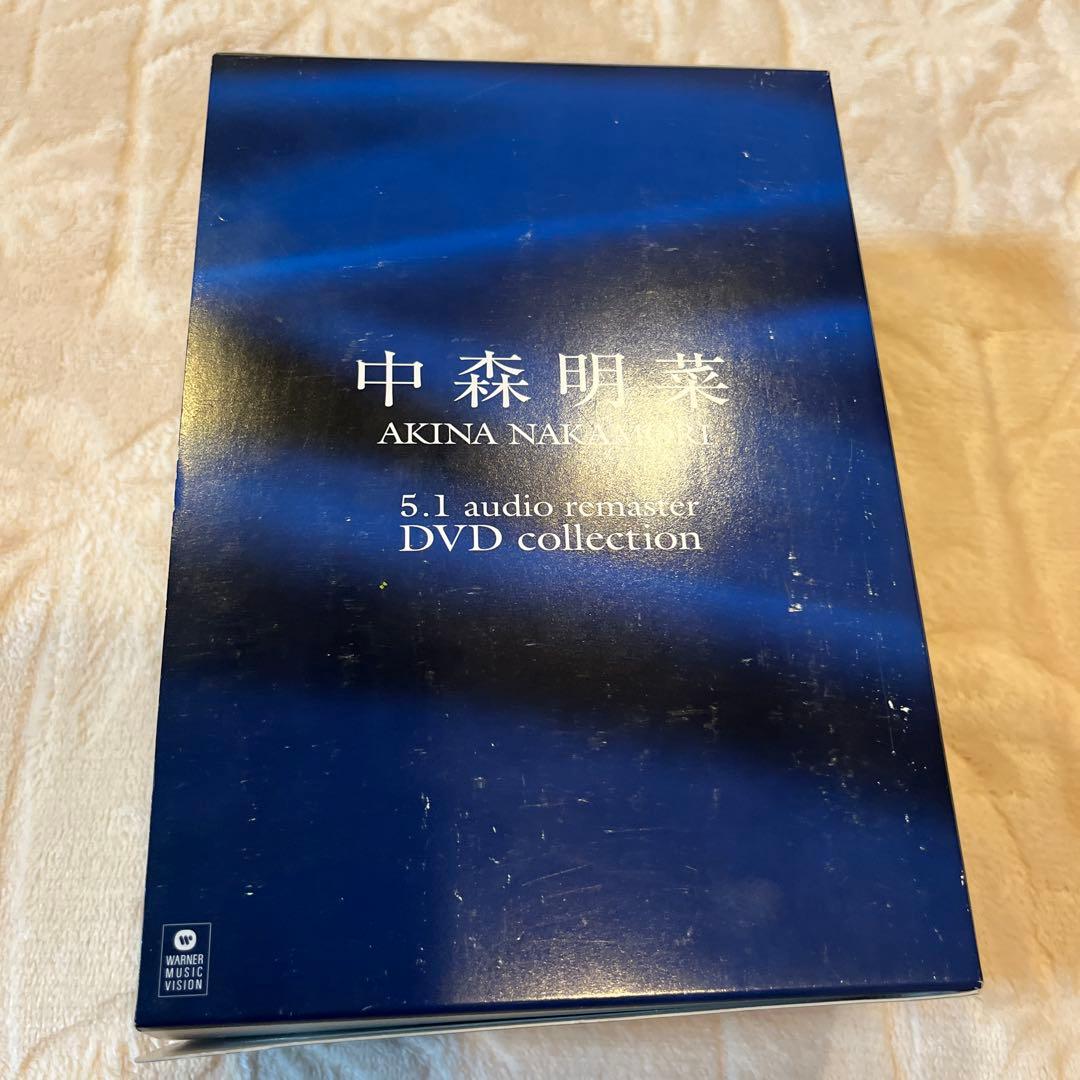 中森明菜
AKINA NAKAMORI
5.1 audio remaster
DVD collection
WARNER
MUSIC
VISION